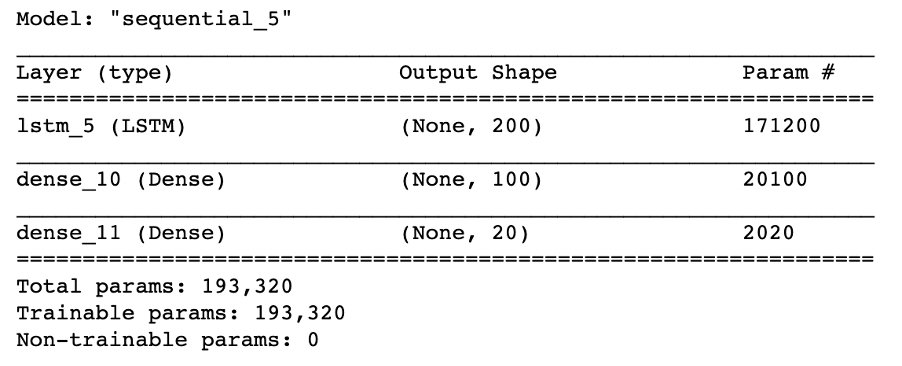 Model: "sequential_5"
Layer (type) Output Shape Param #
lstm_5 (LSTM) (None, 200) 171200
dense_10 (Dense) (None, 100) 20100
dense_11 (Dense) (None, 20) 2020
Total params: 193,320
Trainable params: 193,320
Non-trainable params: 0